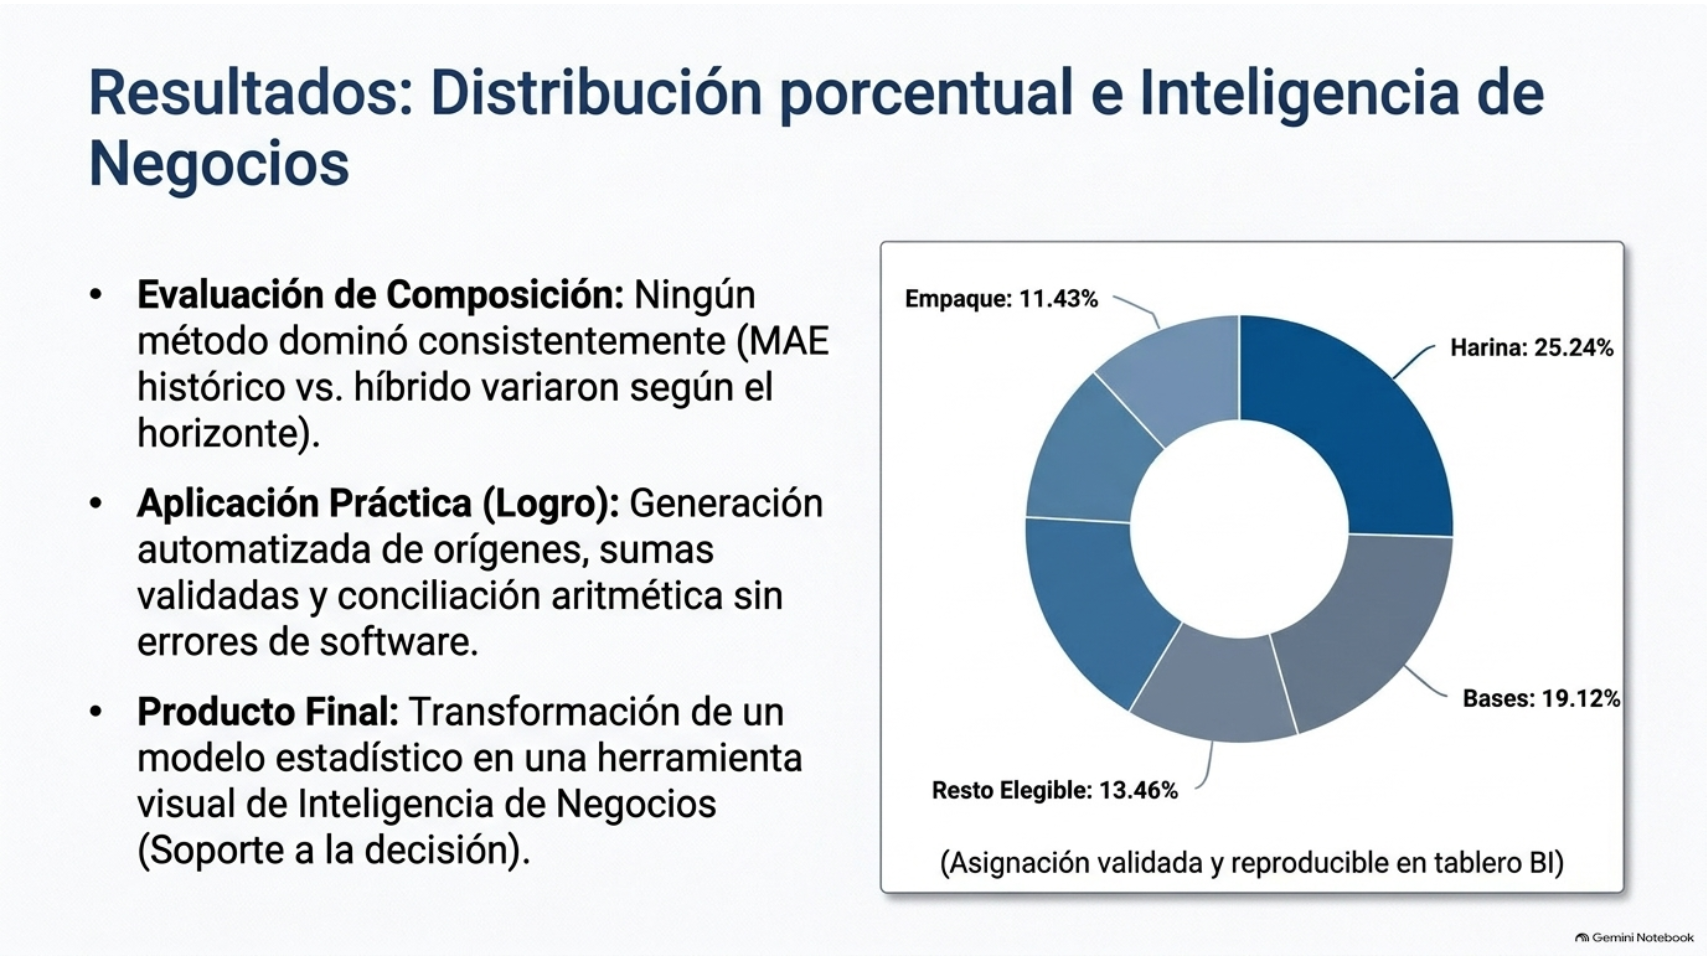 Resultados: Distribución porcentual e Inteligencia de
Negocios
• Evaluación de Composición: Ningún
método dominó consistentemente (MAE
histórico vs. híbrido variaron según el
horizonte).
• Aplicación Práctica (Logro): Generación
automatizada de orígenes, sumas
validadas y conciliación aritmética sin
errores de software.
• Producto Final: Transformación de un
modelo estadístico en una herramienta
visual de Inteligencia de Negocios
(Soporte a la decisión).
Empaque: 11.43%
Harina: 25.24%
Bases: 19.12%
Resto Elegible: 13.46%
(Asignación validada y reproducible en tablero BI)
Gemini Notebook